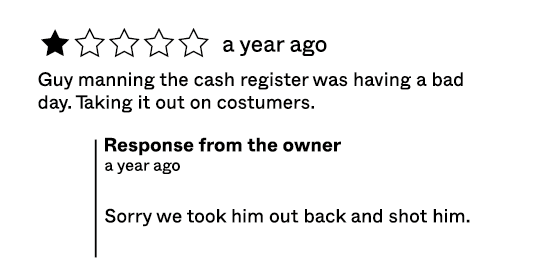 a year ago
Guy manning the cash register was having a bad
day. Taking it out on costumers.
Response from the owner
a year ago
Sorry we took him out back and shot him.